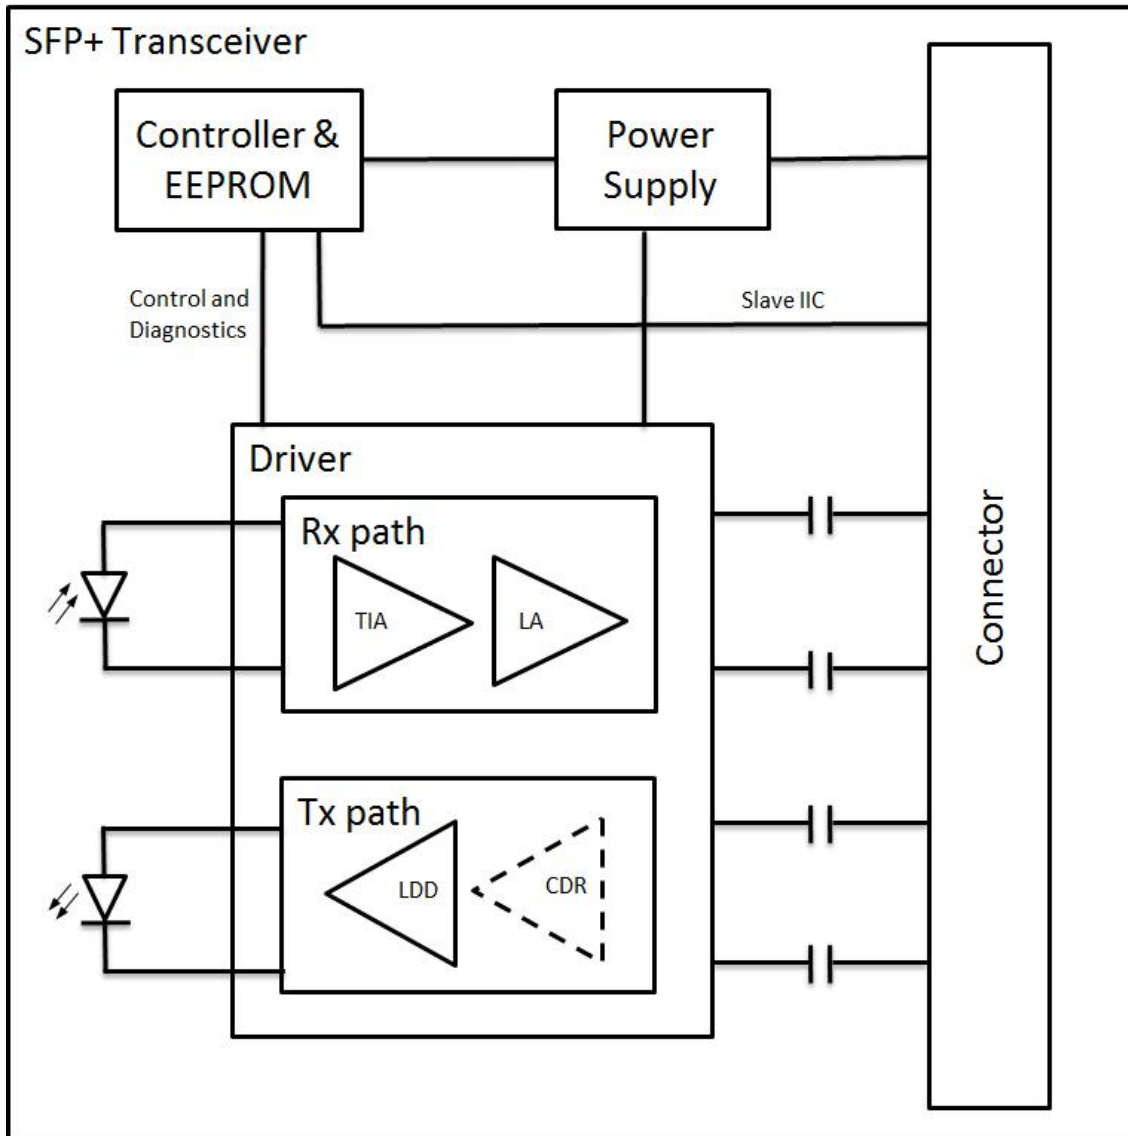 SFP+ Transceiver
Controller &
EEPROM
Power
Supply
Control and
Diagnostics
Slave IIC
Driver
Rx path
TIA
LA
Connector
Tx path
LDD
CDR